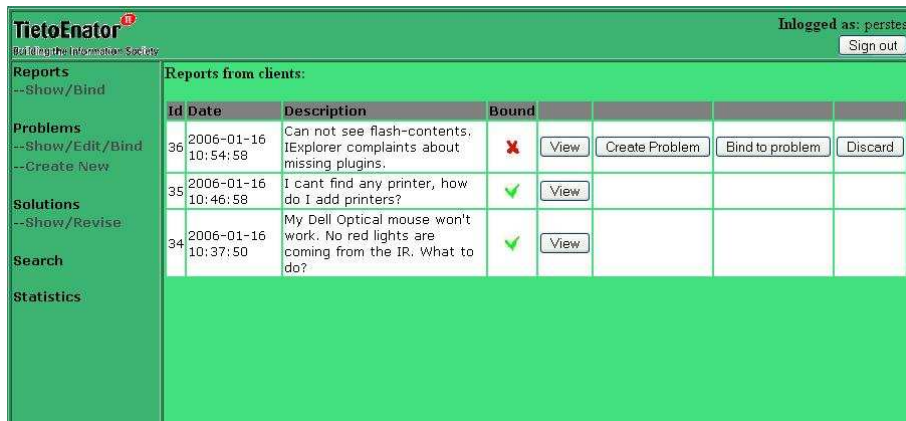 TietoEnator TE
Building the Information Society
Inlogged as: perstes
Sign out
Reports
--Show/Bind
Problems
--Show/Edit/Bind
--Create New
Solutions
--Show/Revise
Search
Statistics
Reports from clients:
Id Date Description Bound
36 2006-01-16 10:54:58 Can not see flash-contents. IExplorer complaints about missing plugins. View Create Problem Bind to problem Discard
35 2006-01-16 10:46:58 I cant find any printer, how do I add printers? View
34 2006-01-16 10:37:50 My Dell Optical mouse won't work. No red lights are coming from the IR. What to do? View